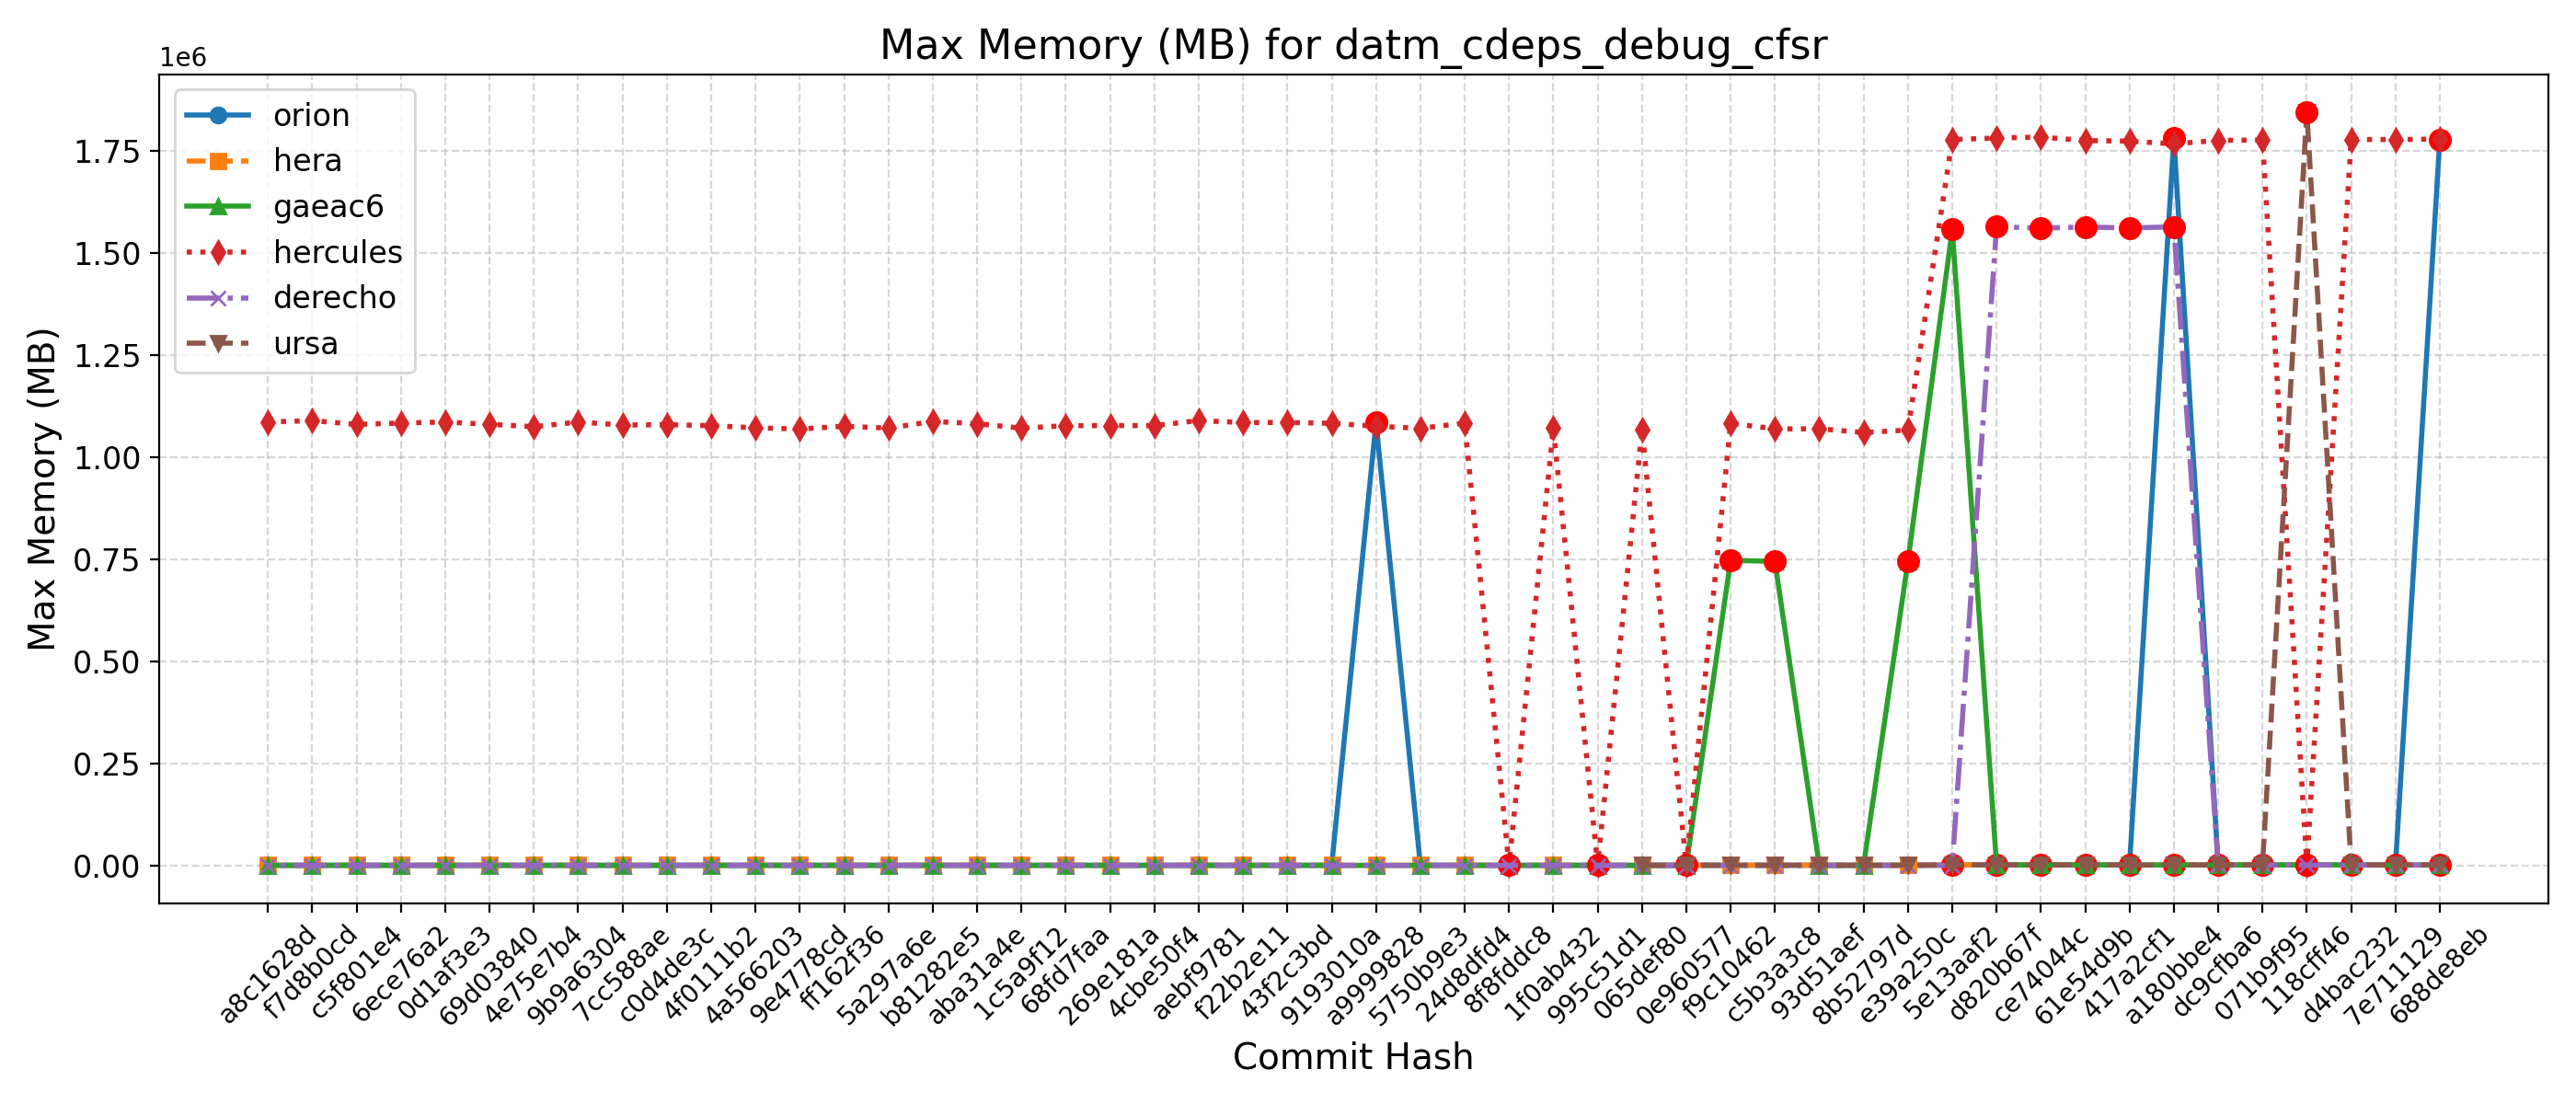 Max Memory (MB) for datm_cdeps_debug_cfsr
1e6
orion
hera
gaeac6
hercules
derecho
ursa
1.75
1.50
1.25
1.00
0.75
0.50
0.25
0.00
Max Memory (MB)
a8c1628d
f7d8b0cd
c5f801e4
6ece76a2
0d1af3e3
69d03840
4e75e7b4
9b9a6304
7cc588ae
c0d4de3c
4f0111b2
4a566203
9e4778cd
ff162f36
5a297a6e
b81282e5
aba31a4e
1c5a9f12
68fd7faa
269e181a
4cbe50f4
aebf9781
f22b2e11
43f2c3bd
9193010a
a9999828
5750b9e3
24d8dfd4
8f8fddc8
1f0ab432
995c51d1
065def80
0e960577
f9c10462
c5b3a3c8
93d51aef
8b52797d
e39a250c
5e13aaf2
d820b67f
ce74044c
61e54d9b
417a2cf1
a180bbe4
dc9cfba6
071b9f95
118cff46
d4bac232
7e711129
688de8eb
Commit Hash